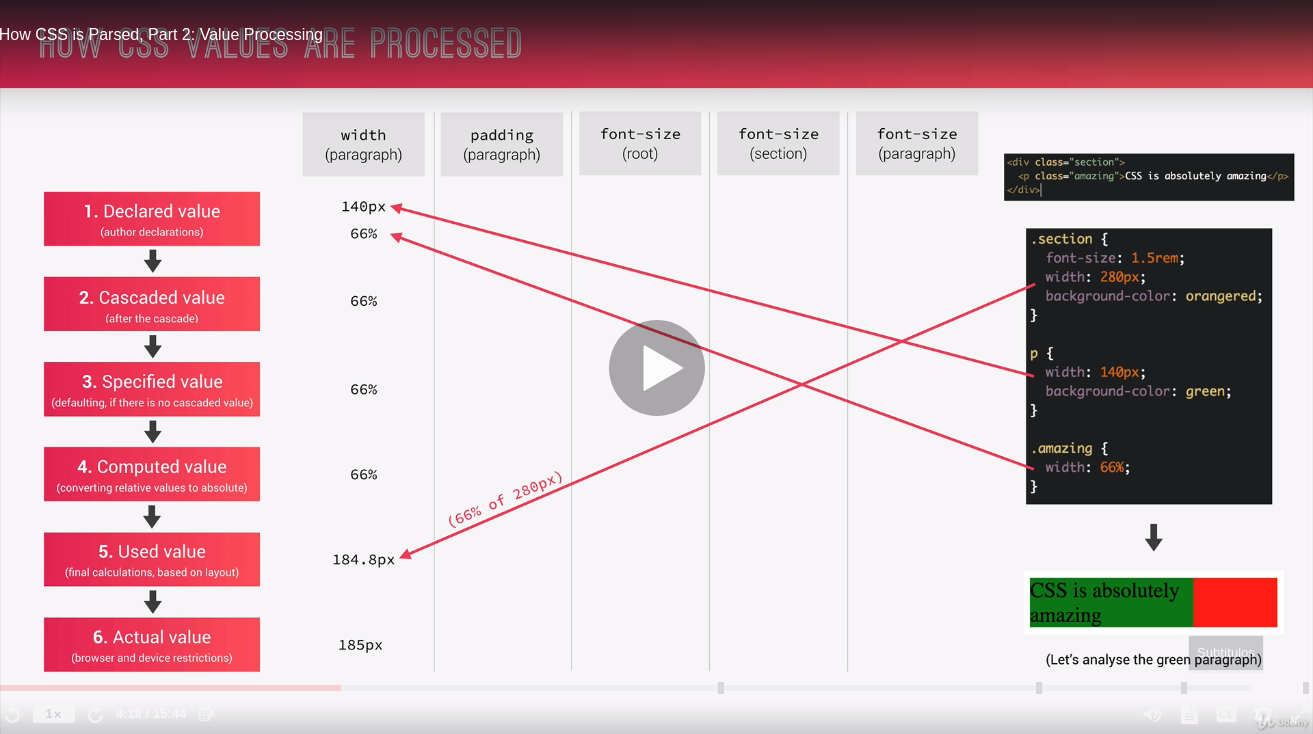 How CSS is Parsed, Part 2: Value Processing
HOW CSS VALUES ARE PROCESSED
width
(paragraph)
padding
(paragraph)
font-size
(root)
font-size
(section)
font-size
(paragraph)
<div class="section">
<p class="amazing">CSS is absolutely amazing</p>
</div>
1. Declared value
(author declarations)
140px
66%
2. Cascaded value
(after the cascade)
66%
3. Specified value
(defaulting, if there is no cascaded value)
66%
4. Computed value
(converting relative values to absolute)
66%
5. Used value
(final calculations, based on layout)
184.8px
(66% of 280px)
6. Actual value
(browser and device restrictions)
185px
.section {
font-size: 1.5rem;
width: 280px;
background-color: orangered;
}
p {
width: 140px;
background-color: green;
}
.amazing {
width: 66%;
}
CSS is absolutely
amazing
Subtítulos
(Let's analyse the green paragraph)
1x
4:18 / 15:44
CC
Udemy